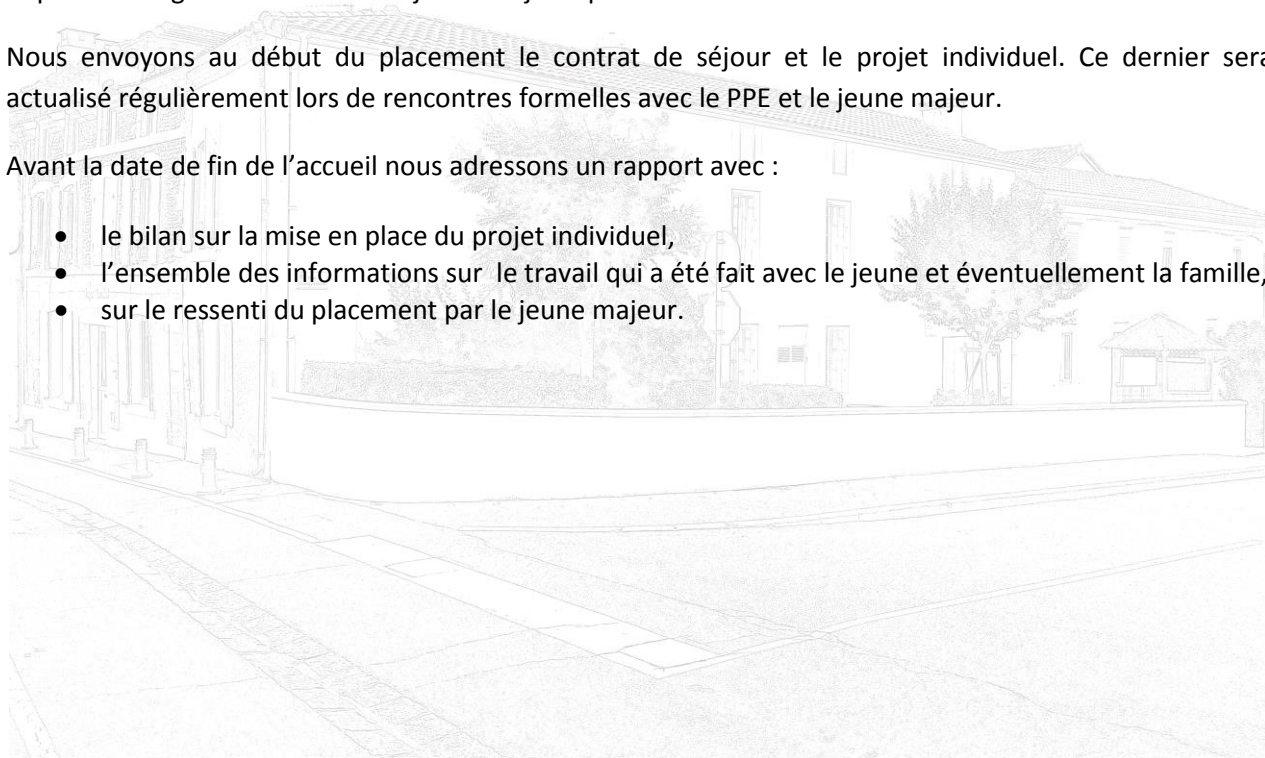 Nous envoyons au début du placement le contrat de séjour et le projet individuel. Ce dernier sera
actualisé régulièrement lors de rencontres formelles avec le PPE et le jeune majeur.
Avant la date de fin de l’accueil nous adressons un rapport avec :
• le bilan sur la mise en place du projet individuel,
• l’ensemble des informations sur le travail qui a été fait avec le jeune et éventuellement la famille,
• sur le ressenti du placement par le jeune majeur.